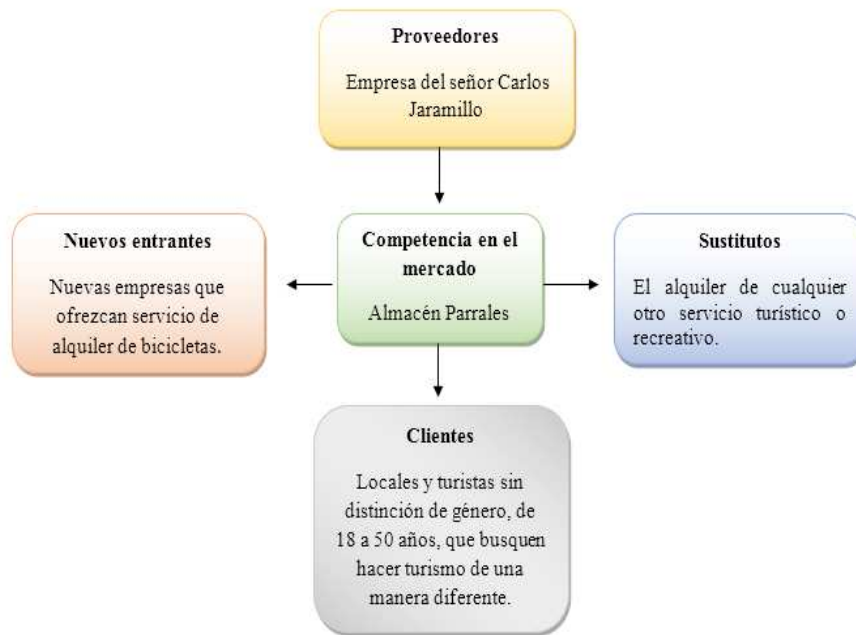 Proveedores
Empresa del señor Carlos
Jaramillo
Nuevos entrantes
Nuevas empresas que
ofrezcan servicio de
alquiler de bicicletas.
Competencia en el
mercado
Almacén Parrales
Sustitutos
El alquiler de cualquier
otro servicio turístico o
recreativo.
Clientes
Locales y turistas sin
distinción de género, de
18 a 50 años, que busquen
hacer turismo de una
manera diferente.